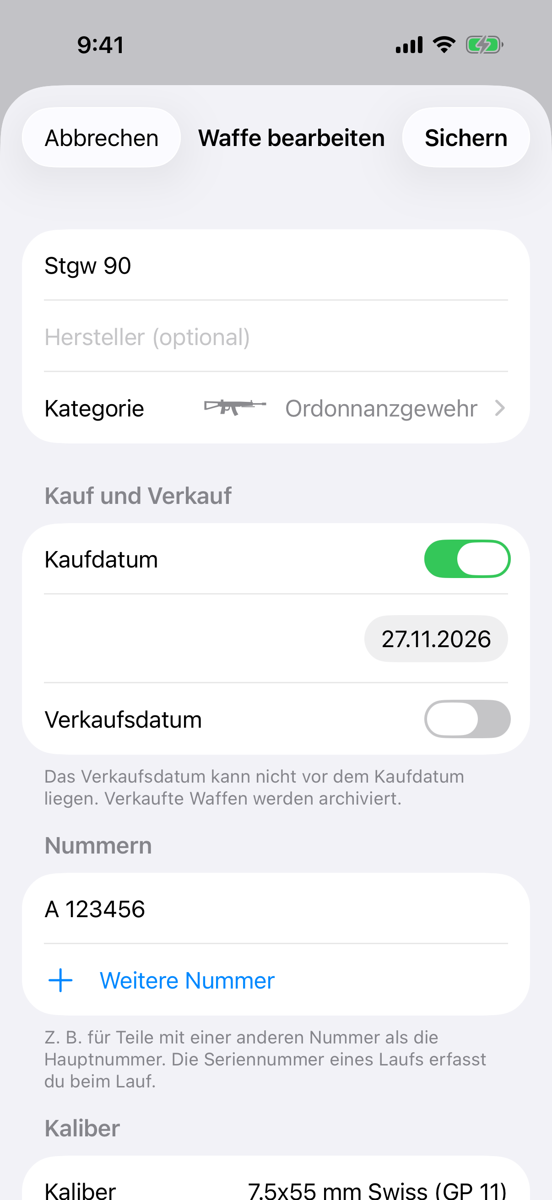 9:41
Abbrechen
Waffe bearbeiten
Sichern
Stgw 90
Hersteller (optional)
Kategorie
Ordonnanzgewehr
Kauf und Verkauf
Kaufdatum
27.11.2026
Verkaufsdatum
Das Verkaufsdatum kann nicht vor dem Kaufdatum
liegen. Verkaufte Waffen werden archiviert.
Nummern
A 123456
Weitere Nummer
Z. B. für Teile mit einer anderen Nummer als die
Hauptnummer. Die Seriennummer eines Laufs erfasst
du beim Lauf.
Kaliber
Kaliber
7.5x55 mm Swiss (GP 11)